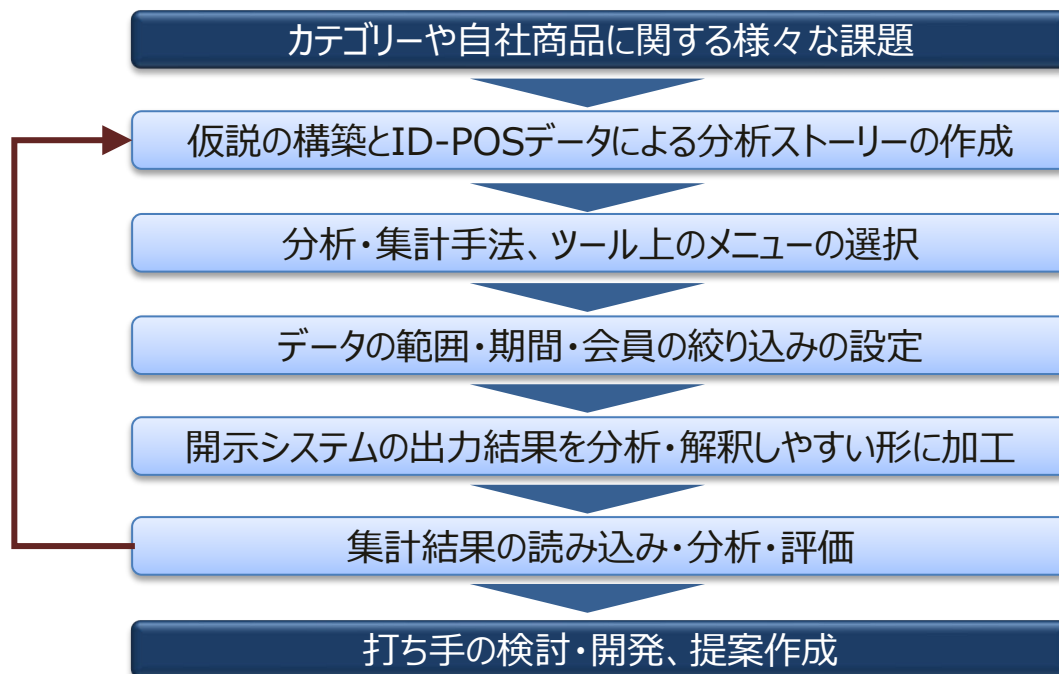 カテゴリーや自社商品に関する様々な課題
仮説の構築とID-POSデータによる分析ストーリーの作成
分析・集計手法、ツール上のメニューの選択
データの範囲・期間・会員の絞り込みの設定
開示システムの出力結果を分析・解釈しやすい形に加工
集計結果の読み込み・分析・評価
打ち手の検討・開発、提案作成